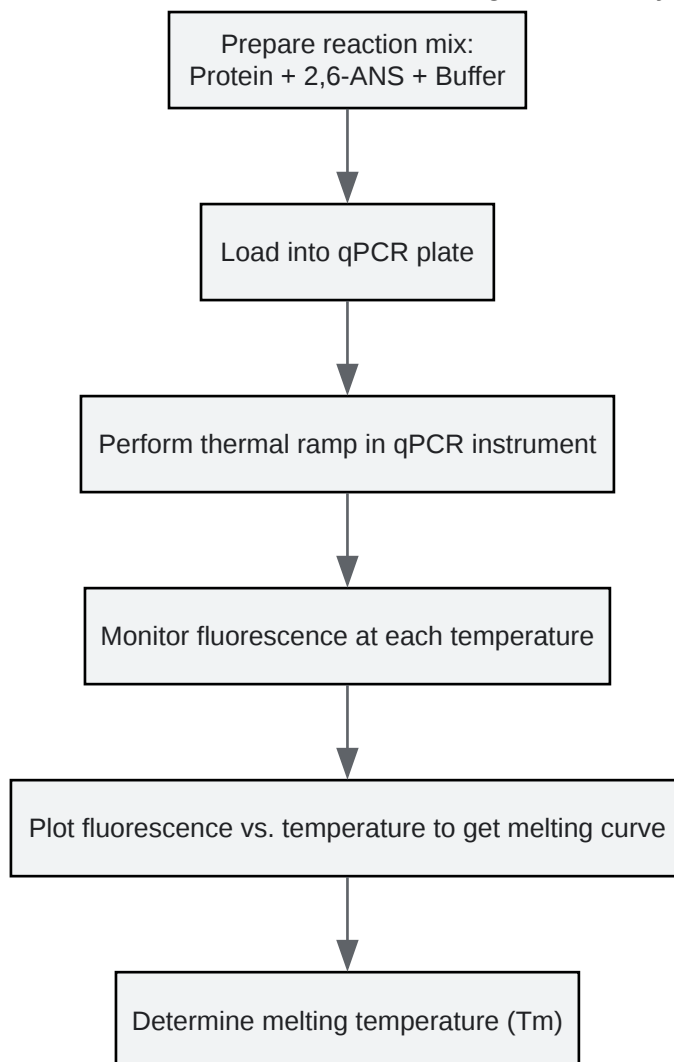 Prepare reaction mix:
Protein + 2,6-ANS + Buffer
Load into qPCR plate
Perform thermal ramp in qPCR instrument
Monitor fluorescence at each temperature
Plot fluorescence vs. temperature to get melting curve
Determine melting temperature (Tm)